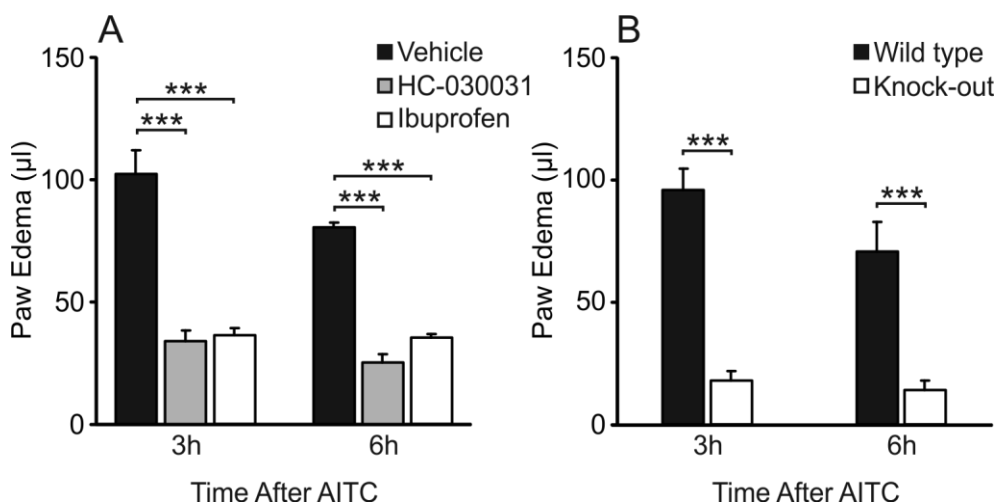 A
Vehicle
HC-030031
Ibuprofen
Paw Edema (µl)
150
100
50
0
***
***
***
***
3h
6h
Time After AITC
B
Wild type
Knock-out
Paw Edema (µl)
150
100
50
0
***
***
3h
6h
Time After AITC